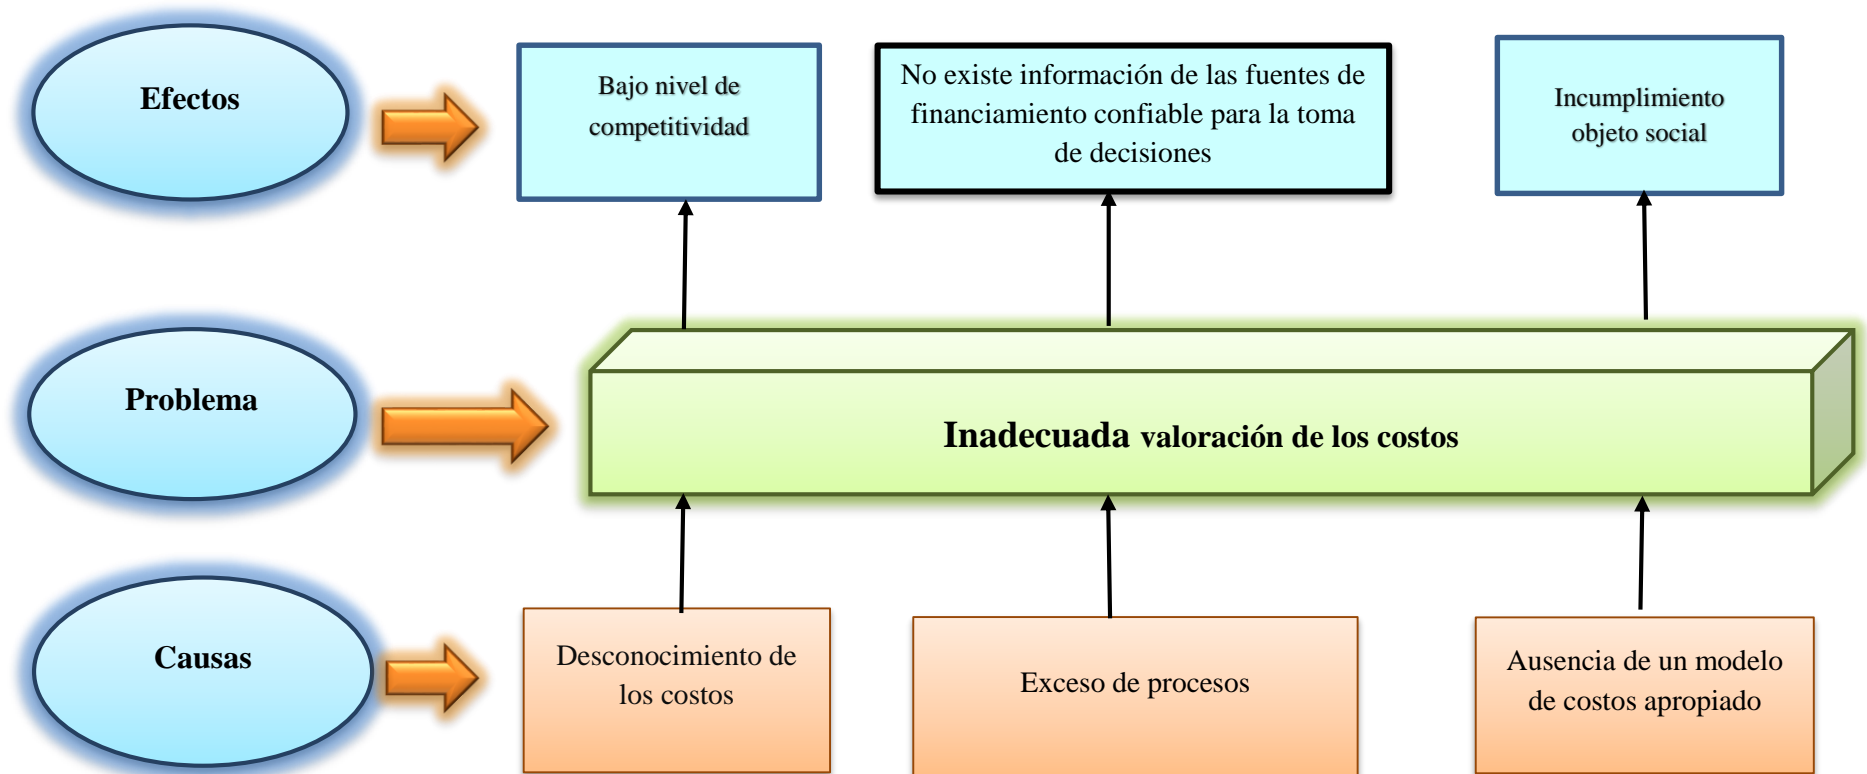 Efectos
Bajo nivel de
competitividad
No existe información de las fuentes de
financiamiento confiable para la toma
de decisiones
Incumplimiento
objeto social
Problema
Inadecuada valoración de los costos
Causas
Desconocimiento de
los costos
Exceso de procesos
Ausencia de un modelo
de costos apropiado